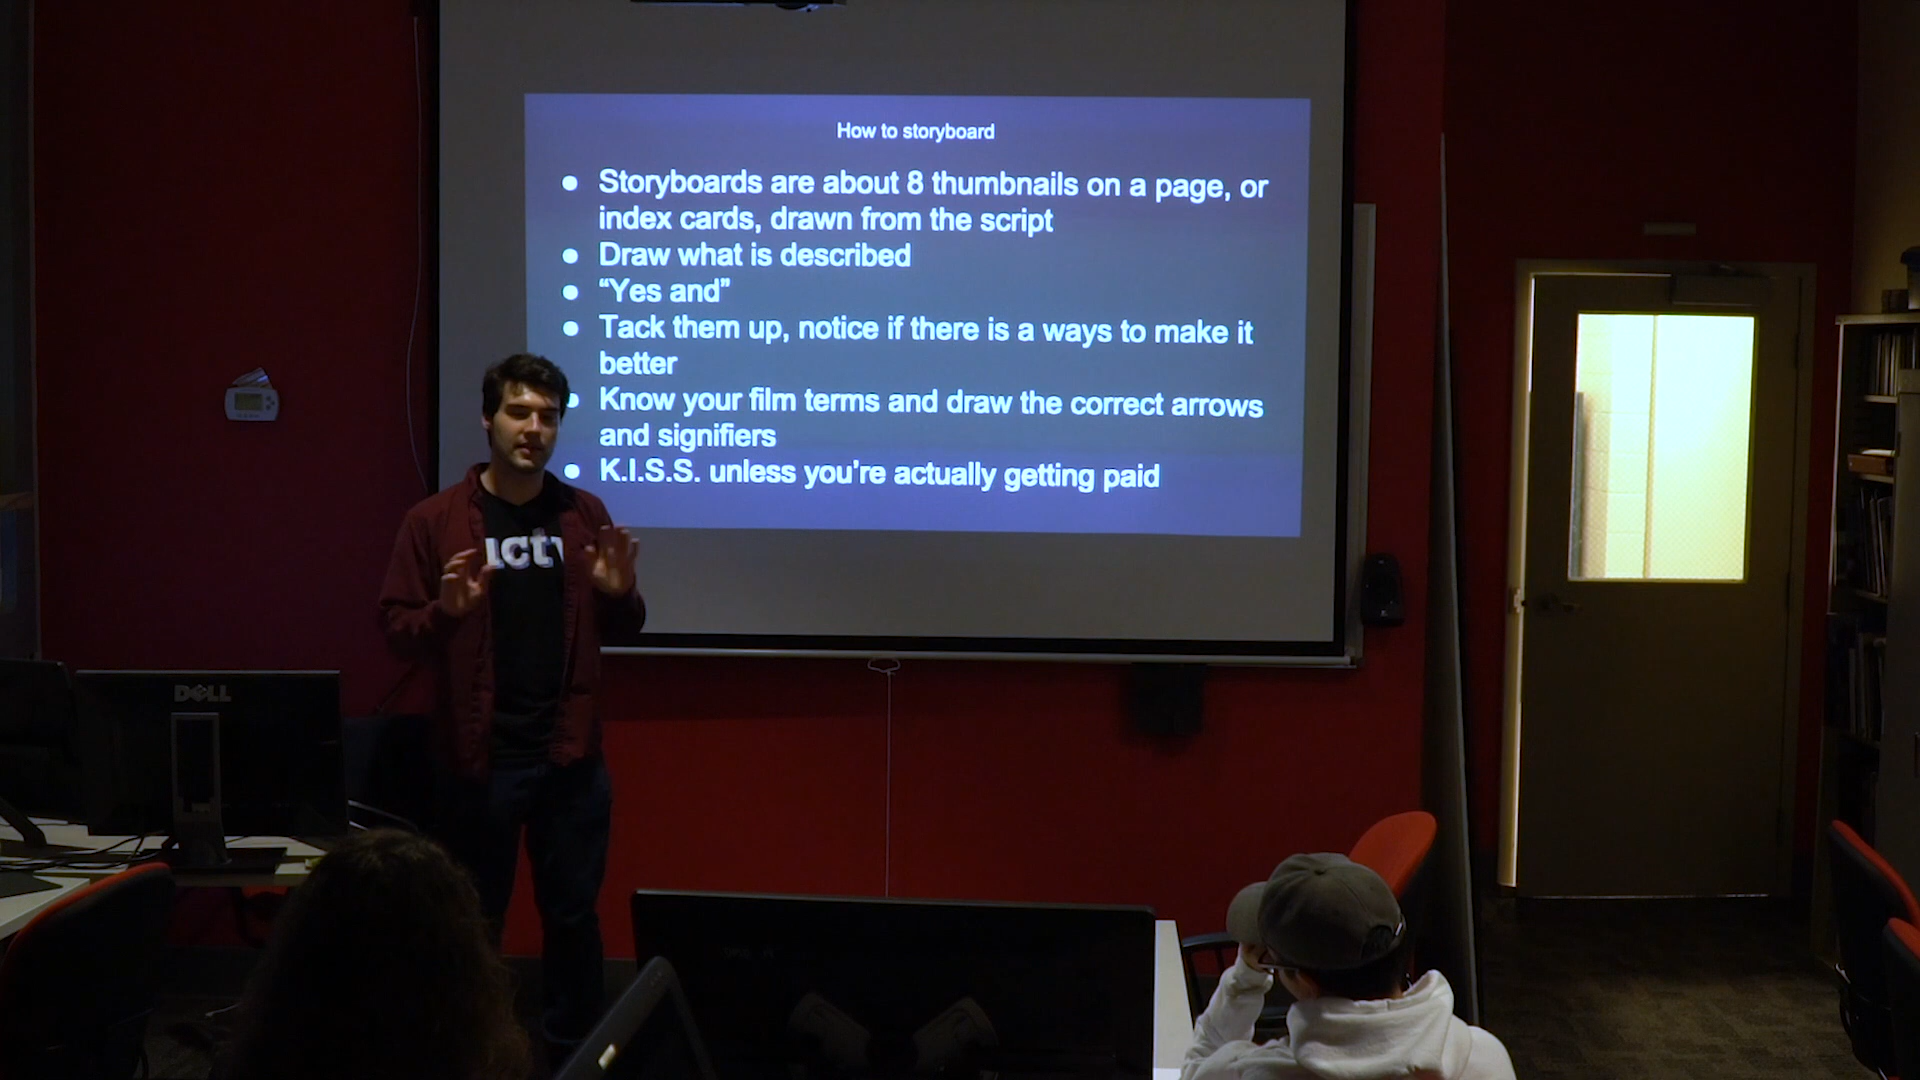 How to storyboard
● Storyboards are about 8 thumbnails on a page, or
index cards, drawn from the script
● Draw what is described
● “Yes and”
● Tack them up, notice if there is a ways to make it
better
● Know your film terms and draw the correct arrows
and signifiers
● K.I.S.S. unless you're actually getting paid
DELL